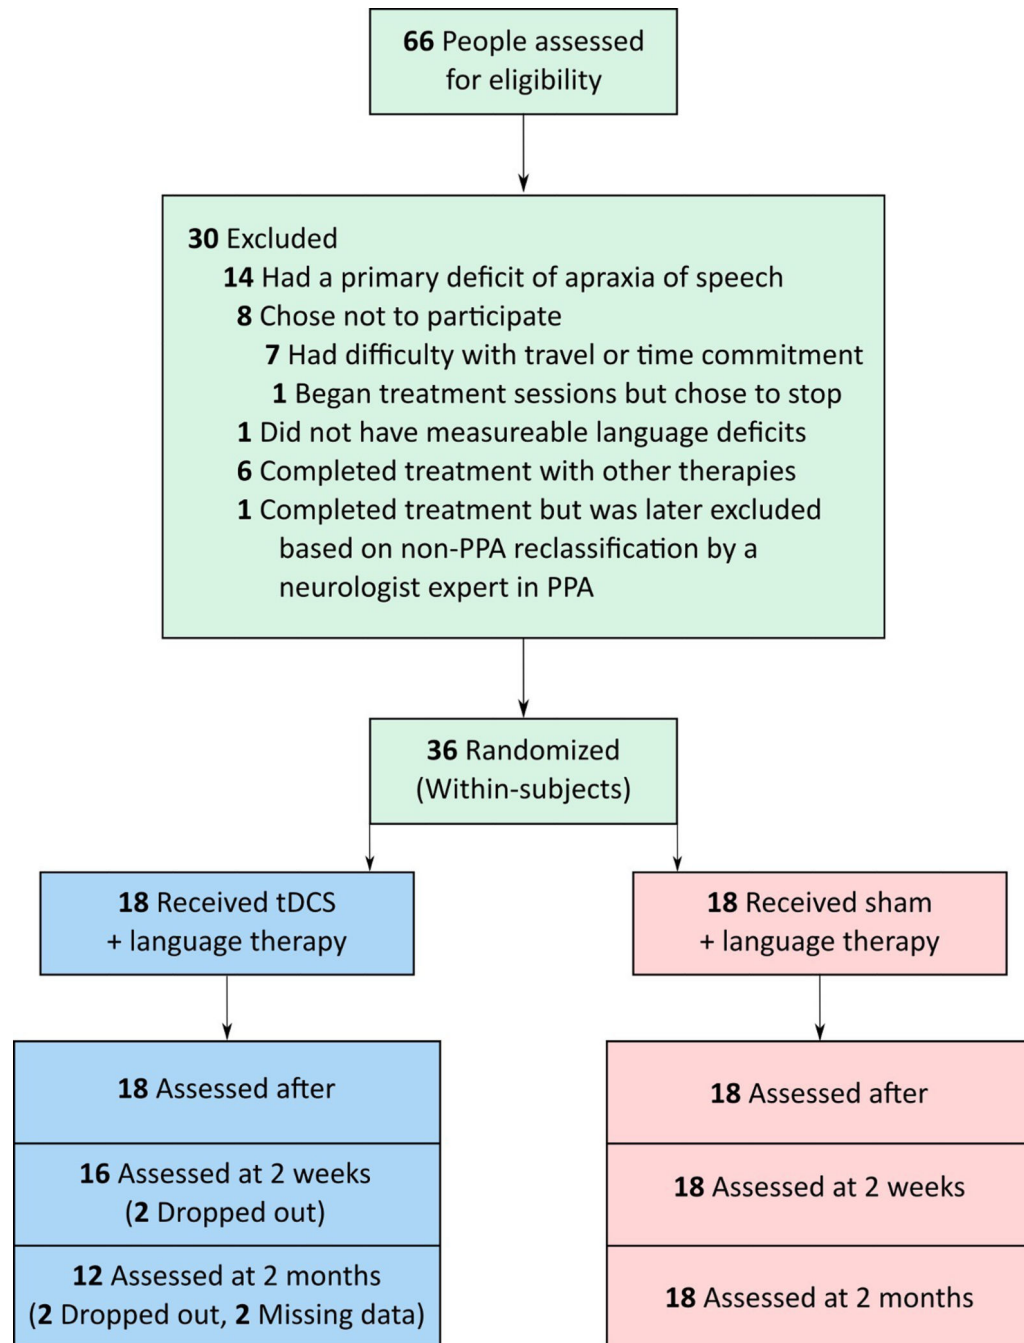 66 People assessed
for eligibility
30 Excluded
14 Had a primary deficit of apraxia of speech
8 Chose not to participate
7 Had difficulty with travel or time commitment
1 Began treatment sessions but chose to stop
1 Did not have measureable language deficits
6 Completed treatment with other therapies
1 Completed treatment but was later excluded
based on non-PPA reclassification by a
neurologist expert in PPA
36 Randomized
(Within-subjects)
18 Received tDCS
+ language therapy
18 Received sham
+ language therapy
18 Assessed after
16 Assessed at 2 weeks
(2 Dropped out)
12 Assessed at 2 months
(2 Dropped out, 2 Missing data)
18 Assessed after
18 Assessed at 2 weeks
18 Assessed at 2 months